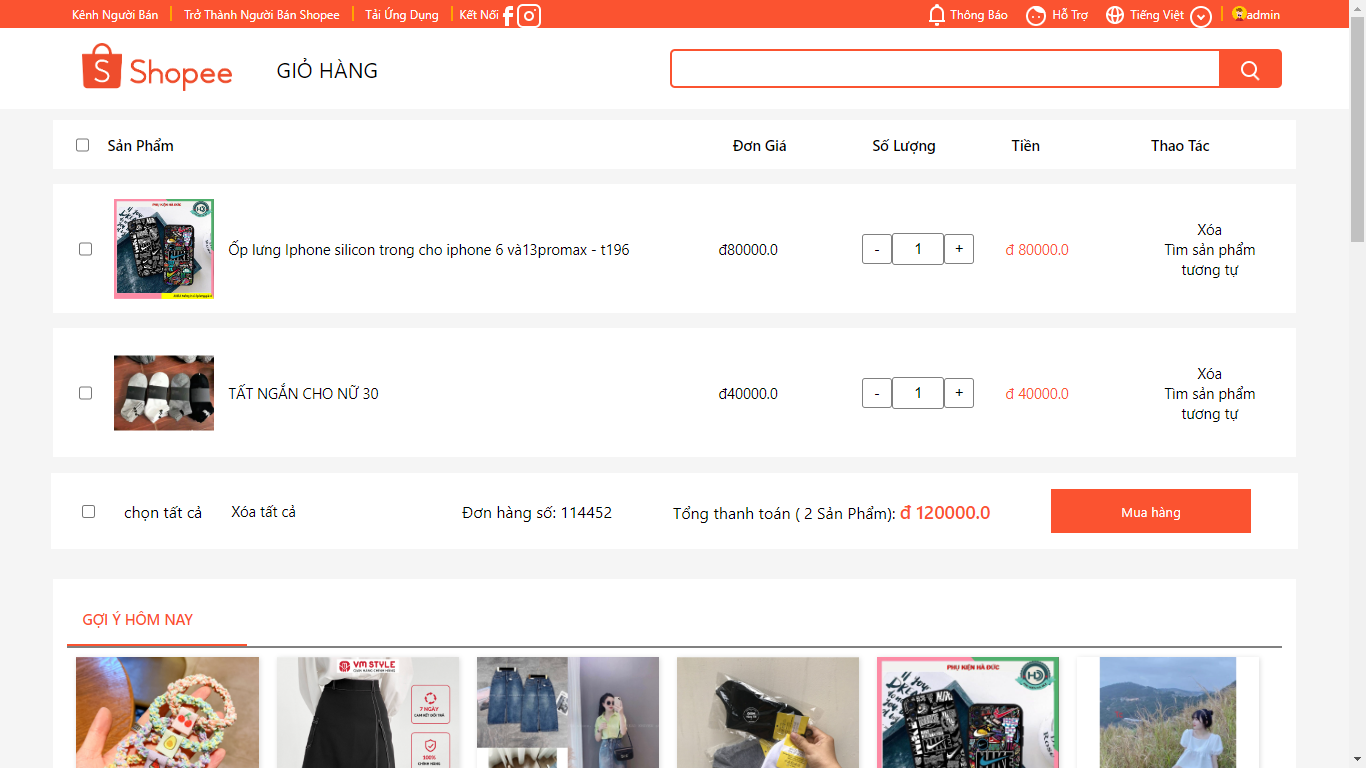 Kênh Người Bán
Trở Thành Người Bán Shopee
Tải Ứng Dụng
Kết Nối
Thông Báo
Hỗ Trợ
Tiếng Việt
admin
Shopee
GIỎ HÀNG
Sản Phẩm
Đơn Giá
Số Lượng
Tiền
Thao Tác
PHỤ KIỆN HÀ ĐỨC
Ốp lưng Iphone silicon trong cho iphone 6 và13promax - t196
đ80000.0
-
1
+
đ 80000.0
Xóa
Tìm sản phẩm
tương tự
TẤT NGẮN CHO NỮ 30
đ40000.0
-
1
+
đ 40000.0
Xóa
Tìm sản phẩm
tương tự
chọn tất cả
Xóa tất cả
Đơn hàng số: 114452
Tổng thanh toán ( 2 Sản Phẩm): đ 120000.0
Mua hàng
GỢI Ý HÔM NAY
VM STYLE
7 NGÀY
100%
PHỤ KIỆN HÀ ĐỨC